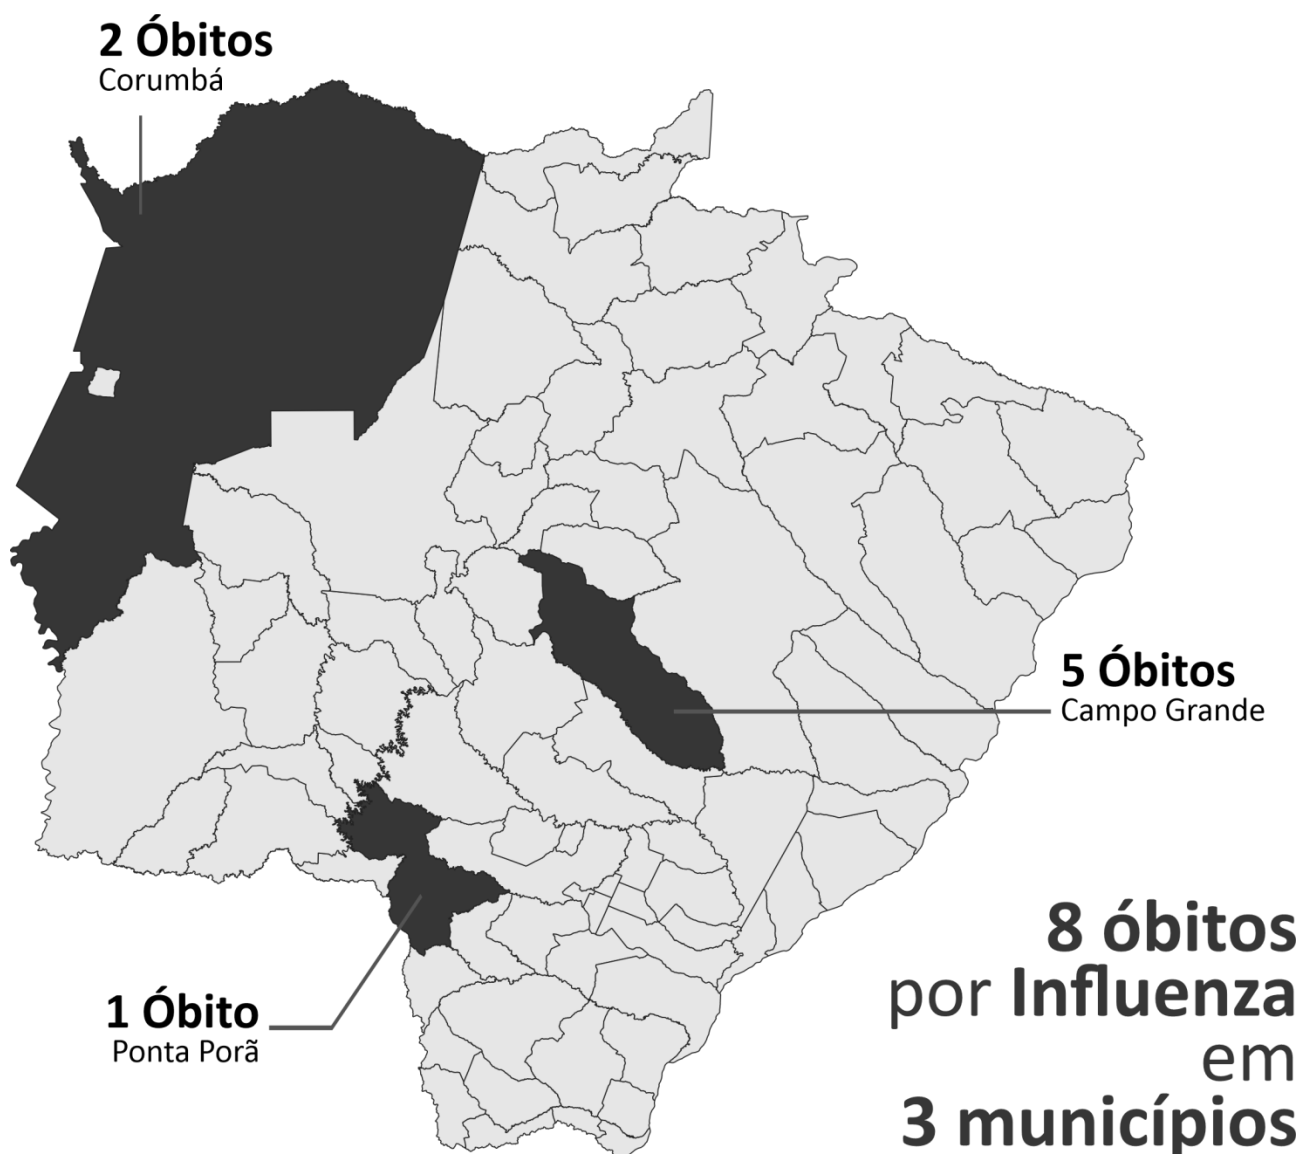 2 Óbitos
Corumbá
5 Óbitos
Campo Grande
1 Óbito
Ponta Porã
8 óbitos
por Influenza
em
3 municípios